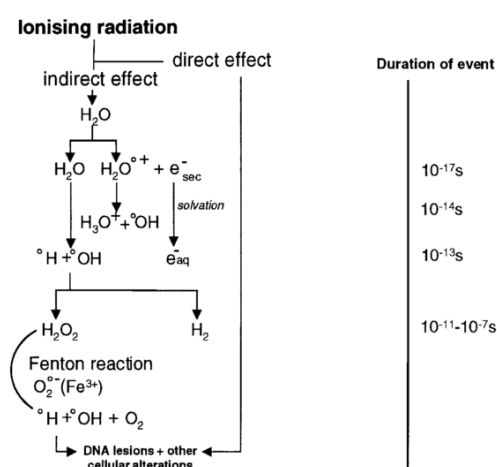 Ionising radiation
direct effect
Duration of event
indirect effect
H₂O
H₂O H₂O°⁺ + e⁻sec 10⁻¹⁷s
solvation
H₃O⁺+°OH 10⁻¹⁴s
°H +°OH e⁻aq 10⁻¹³s
H₂O₂ H₂ 10⁻¹¹-10⁻⁷s
Fenton reaction
O₂°⁻(Fe³⁺)
°H +°OH + O₂
DNA lesions + other
cellular alterations